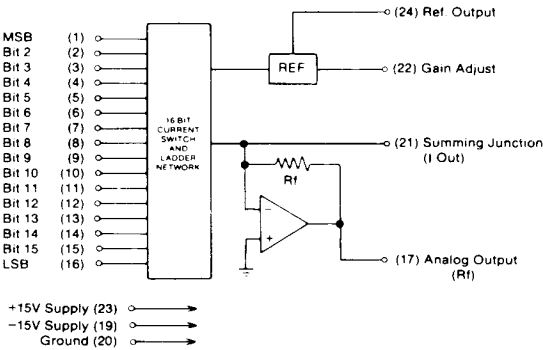 (24) Ref. Output
MSB (1)
Bit 2 (2)
Bit 3 (3)
Bit 4 (4)
Bit 5 (5)
Bit 6 (6)
Bit 7 (7)
Bit 8 (8)
Bit 9 (9)
Bit 10 (10)
Bit 11 (11)
Bit 12 (12)
Bit 13 (13)
Bit 14 (14)
Bit 15 (15)
LSB (16)
16 BIT
CURRENT
SWITCH
AND
LADDER
NETWORK
REF
(22) Gain Adjust
(21) Summing Junction
(I Out)
Rf
−
+
(17) Analog Output
(Rf)
+15V Supply (23)
−15V Supply (19)
Ground (20)